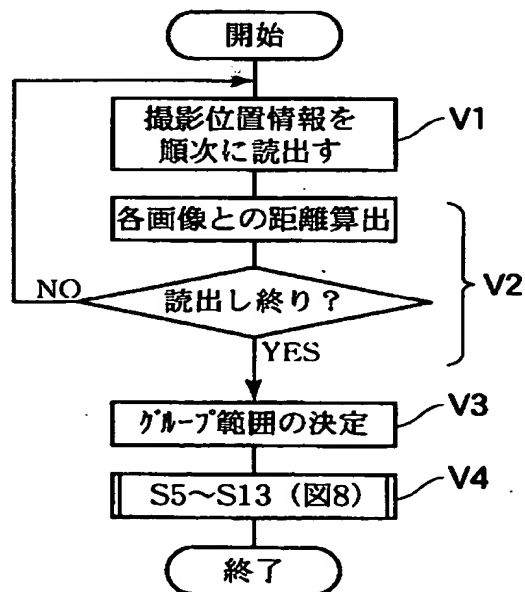 開始
撮影位置情報を
順次に読出す
V1
各画像との距離算出
V2
読出し終り？
NO
YES
グループ範囲の決定
V3
S5～S13（図8）
V4
終了